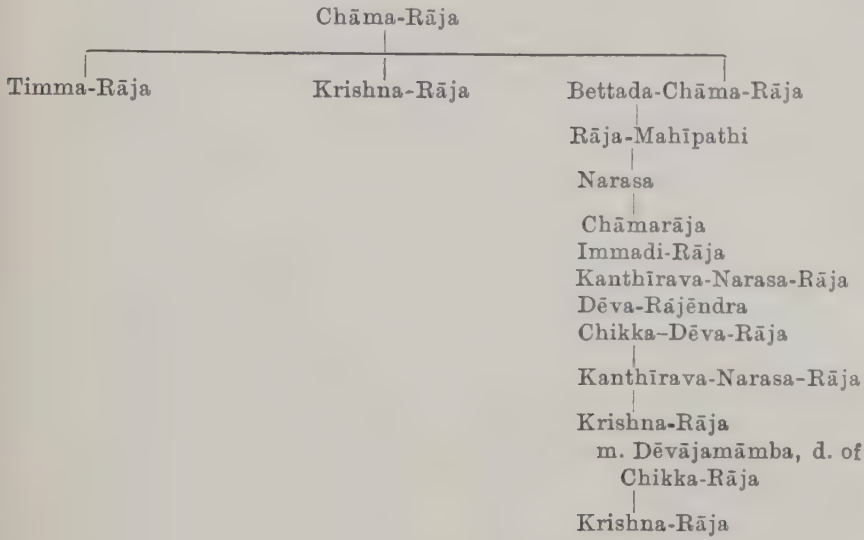 Chāma-Rāja
Timma-Rāja Krishna-Rāja Bettada-Chāma-Rāja
Rāja-Mahīpathi
Narasa
Chāmarāja
Immadi-Rāja
Kanthīrava-Narasa-Rāja
Dēva-Rájēndra
Chikka-Dēva-Rāja
Kanthīrava-Narasa-Rāja
Krishna-Rāja
m. Dēvājamāmba, d. of
Chikka-Rāja
Krishna-Rāja